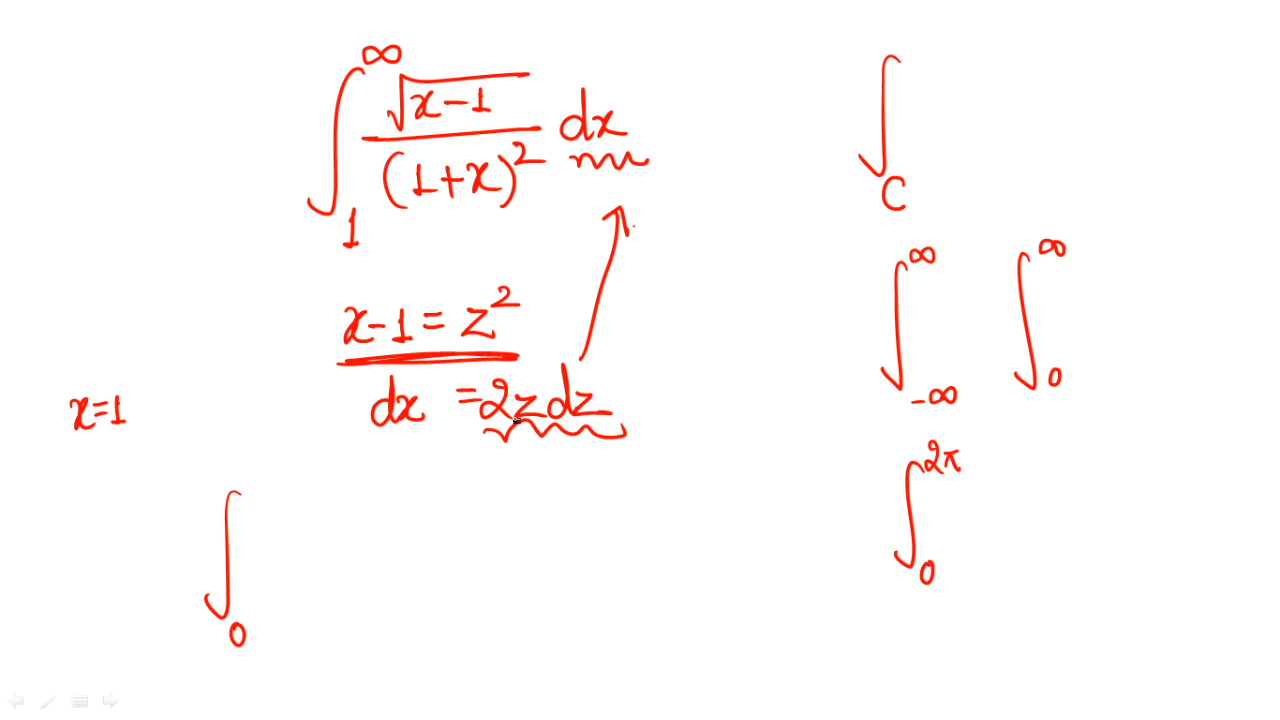 ∫₁^∞ √(x-1) / (1+x)² dx
x-1 = z²
dx = 2z dz
x=1
∫₀
∫_C
∫_{-∞}^∞ ∫₀^∞
∫₀^{2π}